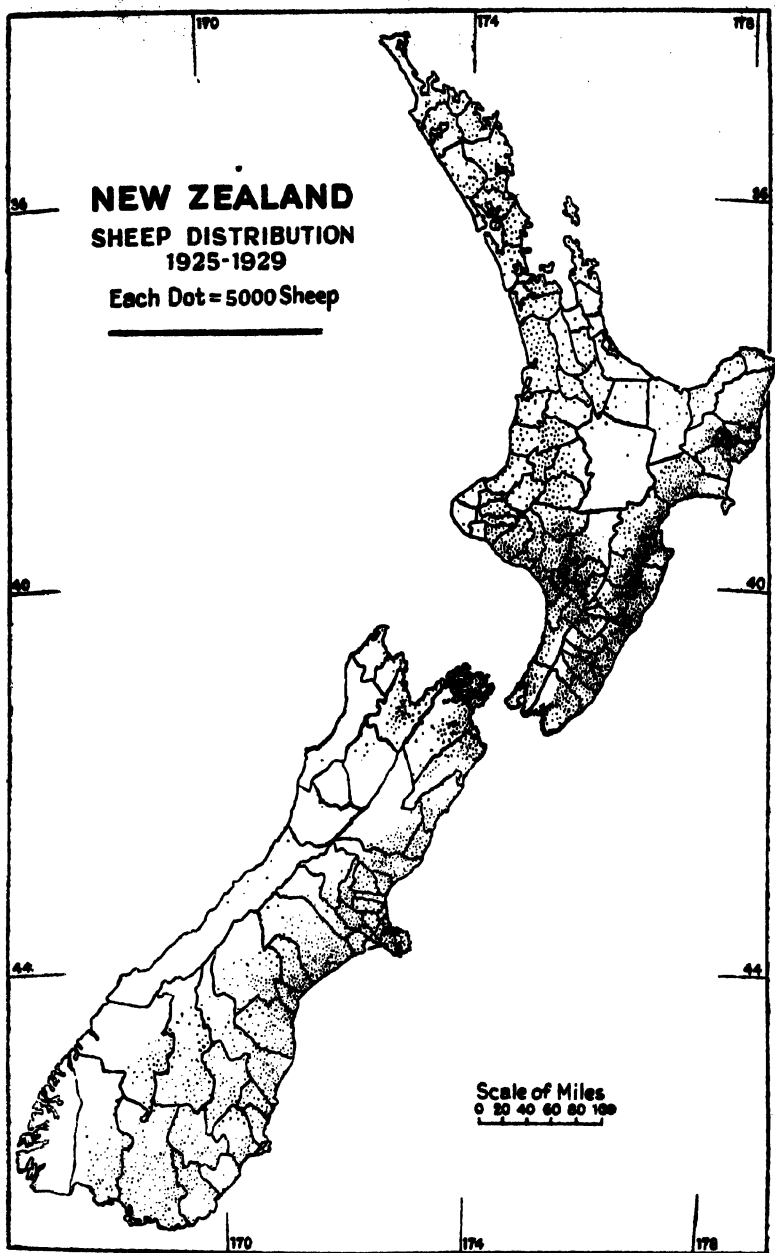 170 174 178
NEW ZEALAND
SHEEP DISTRIBUTION
1925-1929
Each Dot = 5000 Sheep
36 36
40 40
44 44
Scale of Miles
0 20 40 60 80 100
170 174 178